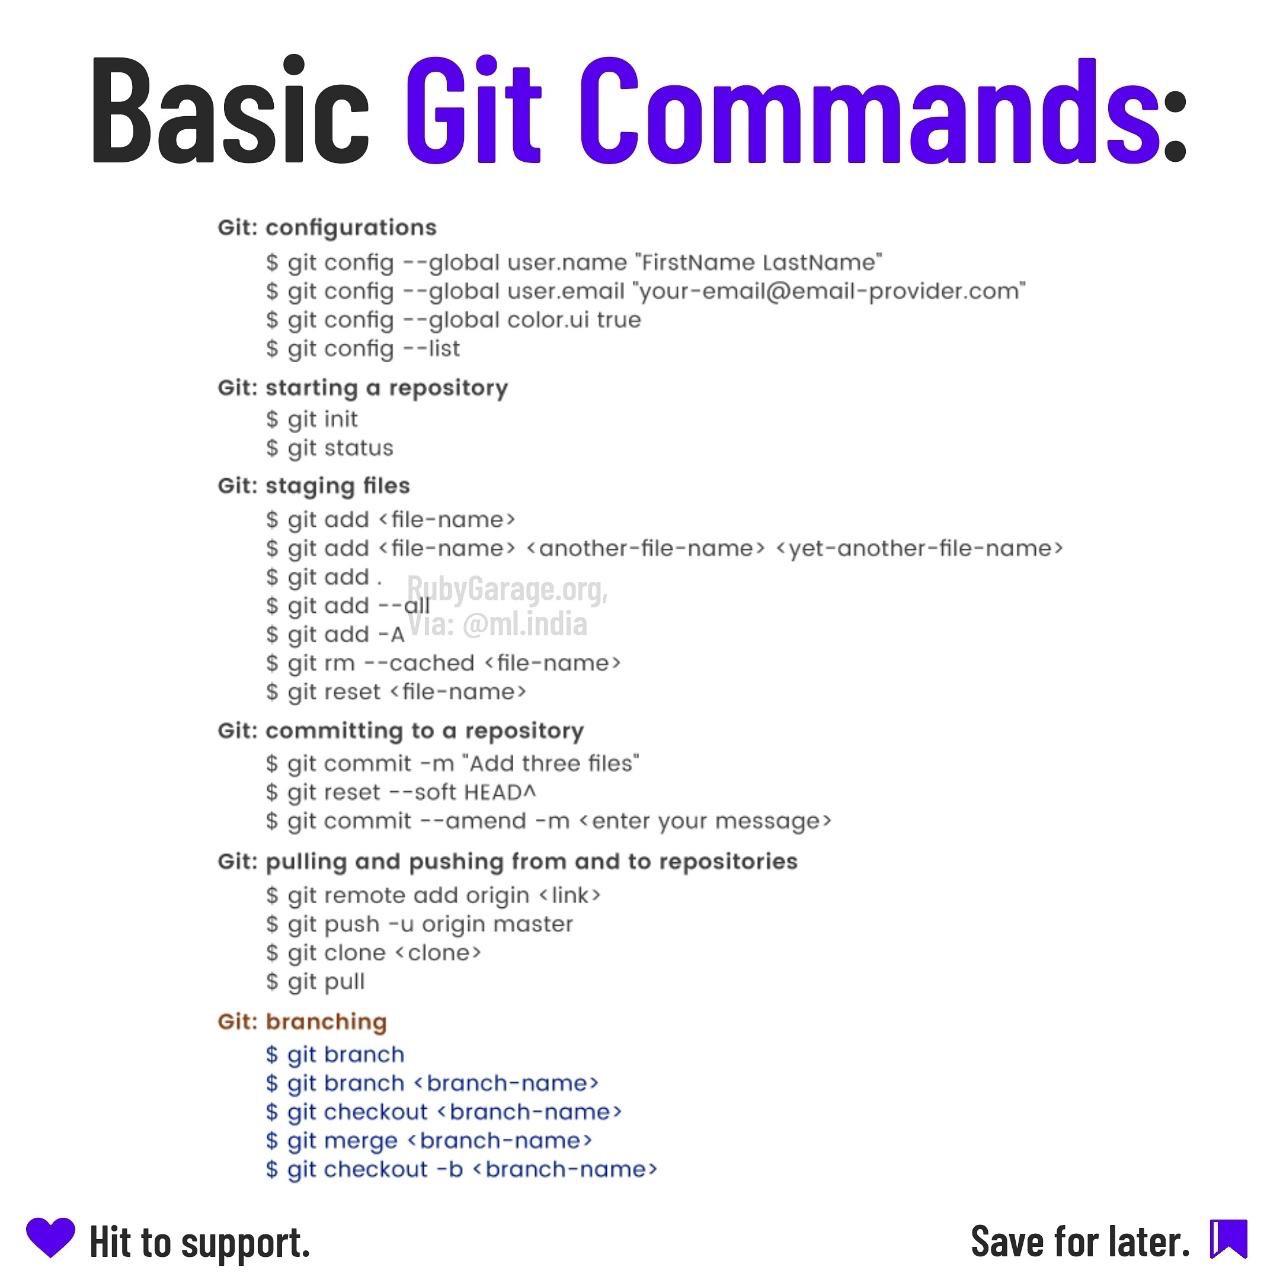 Basic Git Commands:
Git: configurations
$ git config --global user.name "FirstName LastName"
$ git config --global user.email "your-email@email-provider.com"
$ git config --global color.ui true
$ git config --list
Git: starting a repository
$ git init
$ git status
Git: staging files
$ git add <file-name>
$ git add <file-name> <another-file-name> <yet-another-file-name>
$ git add .
RubyGarage.org,
$ git add --all
Via: @ml.india
$ git add -A
$ git rm --cached <file-name>
$ git reset <file-name>
Git: committing to a repository
$ git commit -m "Add three files"
$ git reset --soft HEAD^
$ git commit --amend -m <enter your message>
Git: pulling and pushing from and to repositories
$ git remote add origin <link>
$ git push -u origin master
$ git clone <clone>
$ git pull
Git: branching
$ git branch
$ git branch <branch-name>
$ git checkout <branch-name>
$ git merge <branch-name>
$ git checkout -b <branch-name>
Hit to support.
Save for later.